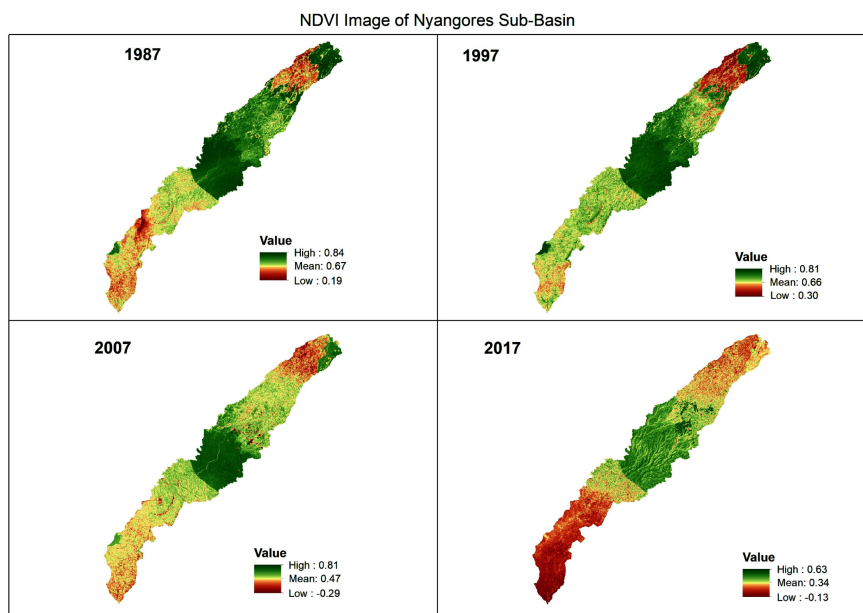 NDVI Image of Nyangores Sub-Basin
1987
Value
High : 0.84
Mean: 0.67
Low : 0.19
1997
Value
High : 0.81
Mean: 0.66
Low : 0.30
2007
Value
High : 0.81
Mean: 0.47
Low : -0.29
2017
Value
High : 0.63
Mean: 0.34
Low : -0.13